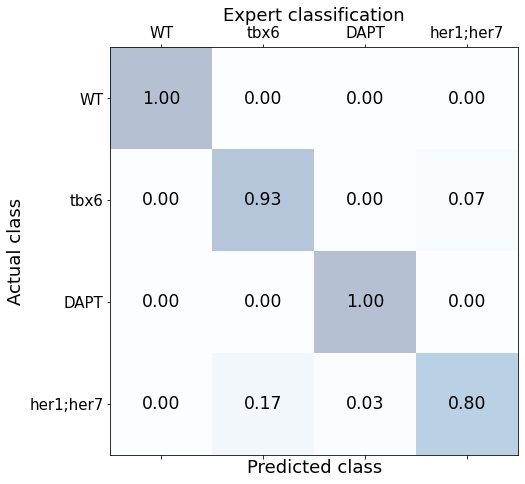 Expert classification
WT tbx6 DAPT her1;her7
WT 1.00 0.00 0.00 0.00
tbx6 0.00 0.93 0.00 0.07
DAPT 0.00 0.00 1.00 0.00
her1;her7 0.00 0.17 0.03 0.80
Actual class
Predicted class